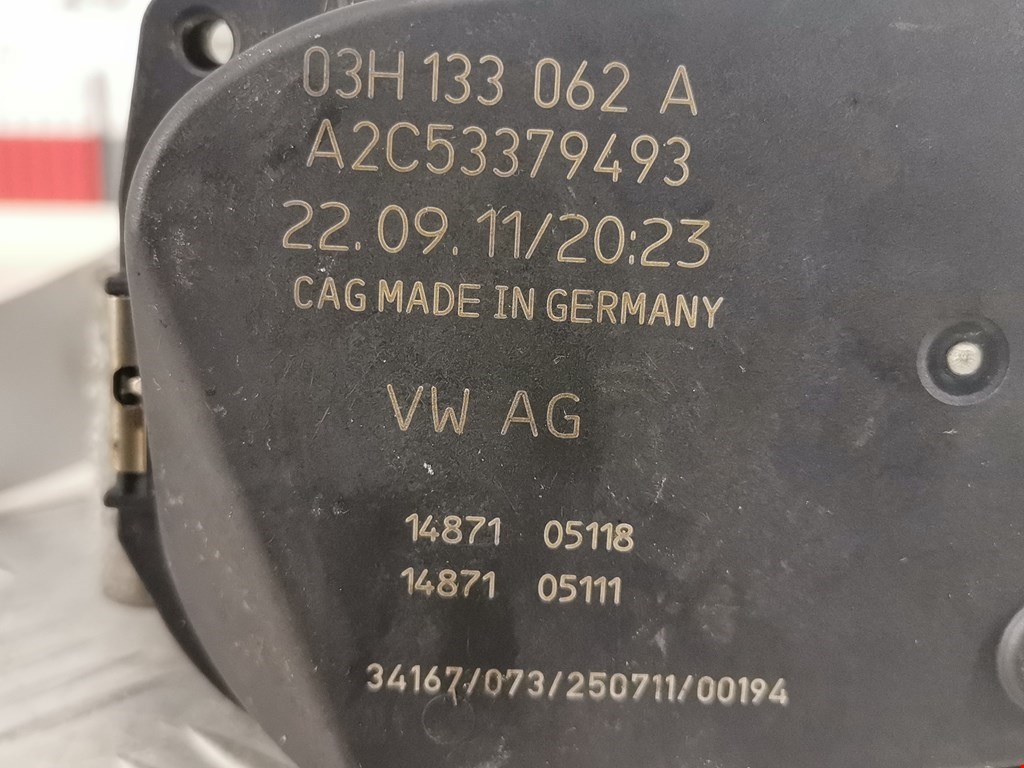 03H 133 062 A
A2C53379493
22.09.11/20:23
CAG MADE IN GERMANY
VW AG
14871 05118
14871 05111
34167/073/250711/00194